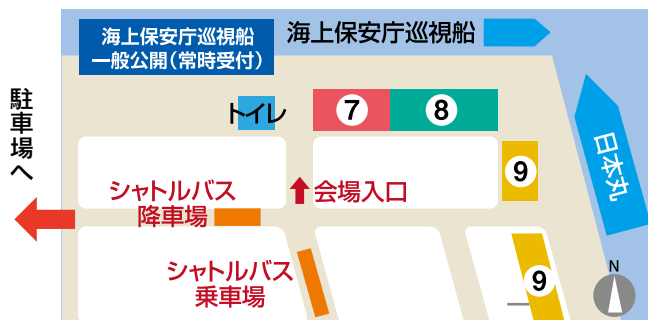 海上保安庁巡視船
一般公開(常時受付)
海上保安庁巡視船
駐車場へ
トイレ
7
8
日本丸
9
シャトルバス
降車場
会場入口
シャトルバス
乗車場
9
N